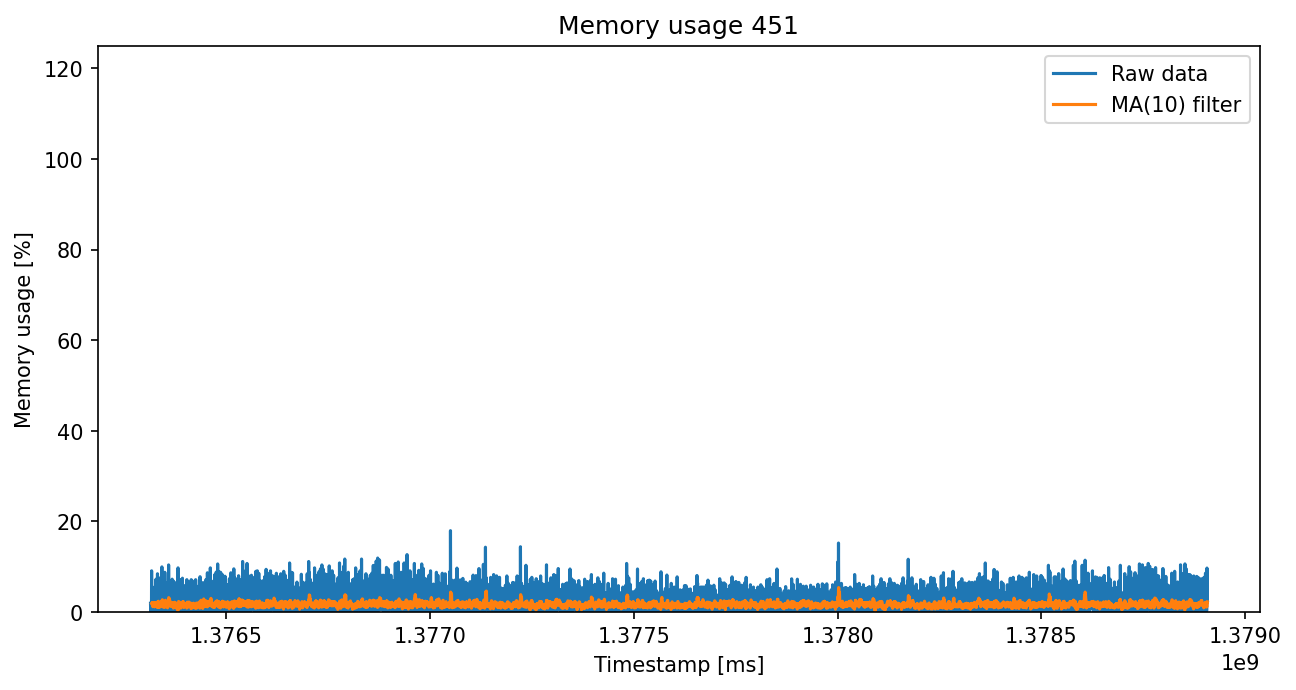 Memory usage 451
Raw data
MA(10) filter
Memory usage [%]
120
100
80
60
40
20
0
1.3765 1.3770 1.3775 1.3780 1.3785 1.3790
1e9
Timestamp [ms]